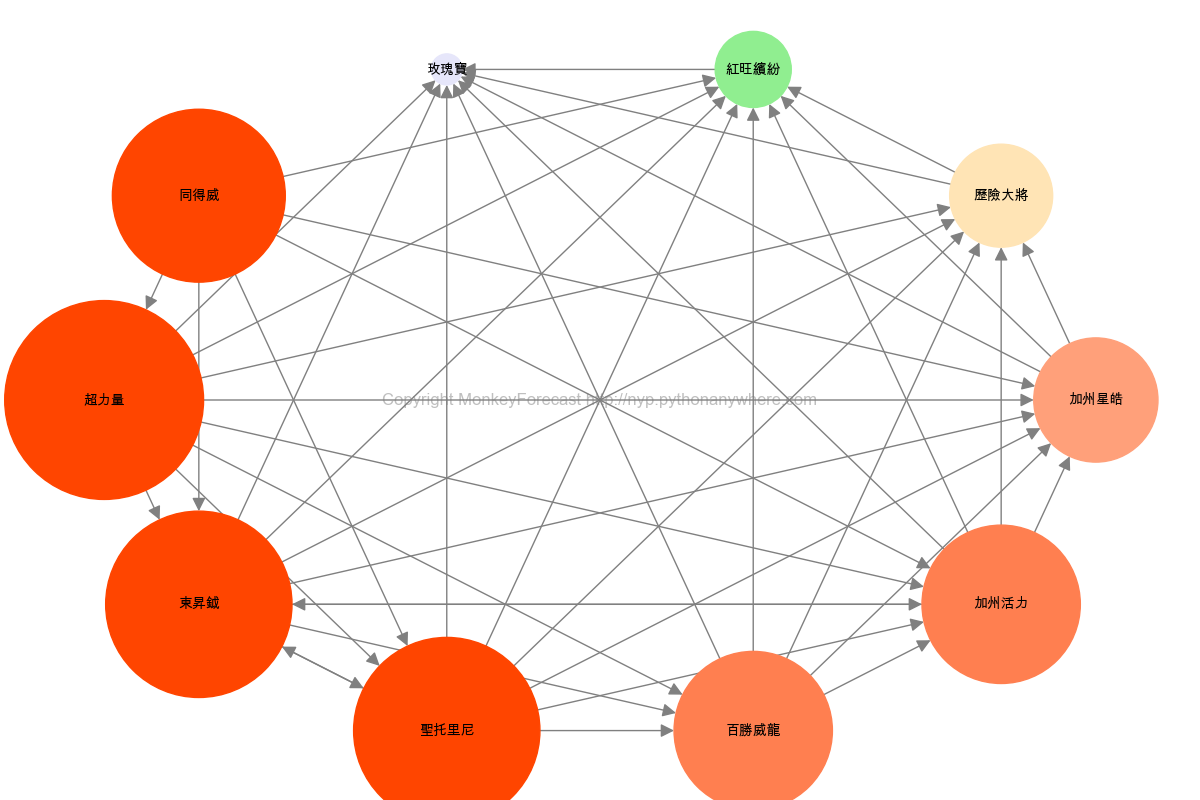 玫瑰寶
紅旺繽紛
同得威
歷險大將
超力量
Copyright MonkeyForecast http://nyp.pythonanywhere.com
加州星皓
東昇鉞
加州活力
聖托里尼
百勝威龍